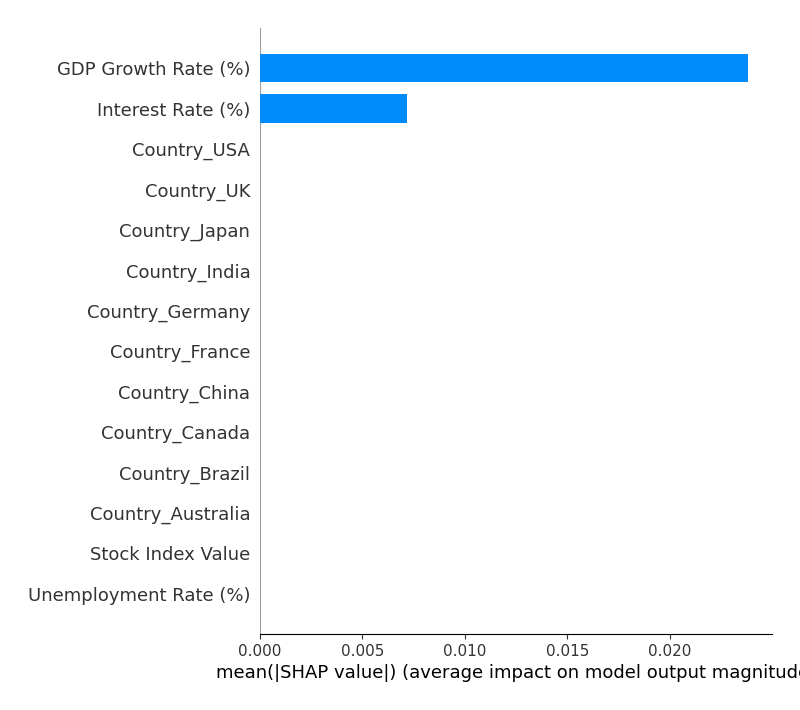 GDP Growth Rate (%)
Interest Rate (%)
Country_USA
Country_UK
Country_Japan
Country_India
Country_Germany
Country_France
Country_China
Country_Canada
Country_Brazil
Country_Australia
Stock Index Value
Unemployment Rate (%)
0.000 0.005 0.010 0.015 0.020
mean(|SHAP value|) (average impact on model output magnitude